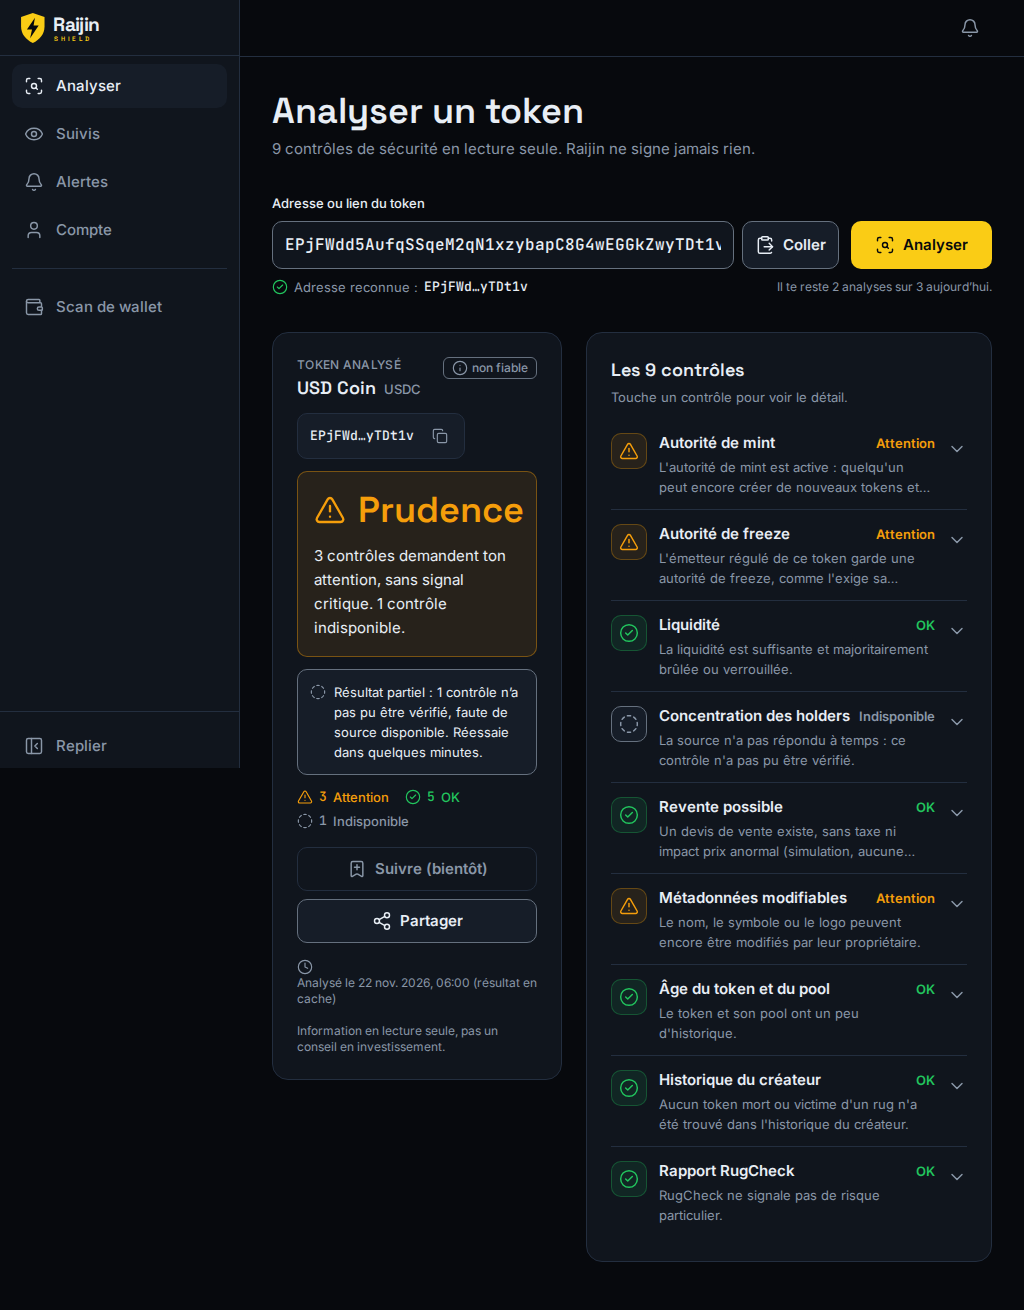 Raijin
SHIELD
Analyser
Suivis
Alertes
Compte
Scan de wallet
Replier
Analyser un token
9 contrôles de sécurité en lecture seule. Raijin ne signe jamais rien.
Adresse ou lien du token
EPjFWdd5AufqSSqeM2qN1xzybapC8G4wEGGkZwyTDt1v
Coller
Analyser
Adresse reconnue : EPjFWd…yTDt1v
Il te reste 2 analyses sur 3 aujourd'hui.
TOKEN ANALYSÉ
non fiable
USD Coin USDC
EPjFWd…yTDt1v
Prudence
3 contrôles demandent ton
attention, sans signal
critique. 1 contrôle
indisponible.
Résultat partiel : 1 contrôle n'a
pas pu être vérifié, faute de
source disponible. Réessaie
dans quelques minutes.
3 Attention 5 OK
1 Indisponible
Suivre (bientôt)
Partager
Analysé le 22 nov. 2026, 06:00 (résultat en
cache)
Information en lecture seule, pas un
conseil en investissement.
Les 9 contrôles
Touche un contrôle pour voir le détail.
Autorité de mint Attention
L'autorité de mint est active : quelqu'un
peut encore créer de nouveaux tokens et…
Autorité de freeze Attention
L'émetteur régulé de ce token garde une
autorité de freeze, comme l'exige sa…
Liquidité OK
La liquidité est suffisante et majoritairement
brûlée ou verrouillée.
Concentration des holders Indisponible
La source n'a pas répondu à temps : ce
contrôle n'a pas pu être vérifié.
Revente possible OK
Un devis de vente existe, sans taxe ni
impact prix anormal (simulation, aucune…
Métadonnées modifiables Attention
Le nom, le symbole ou le logo peuvent
encore être modifiés par leur propriétaire.
Âge du token et du pool OK
Le token et son pool ont un peu
d'historique.
Historique du créateur OK
Aucun token mort ou victime d'un rug n'a
été trouvé dans l'historique du créateur.
Rapport RugCheck OK
RugCheck ne signale pas de risque
particulier.